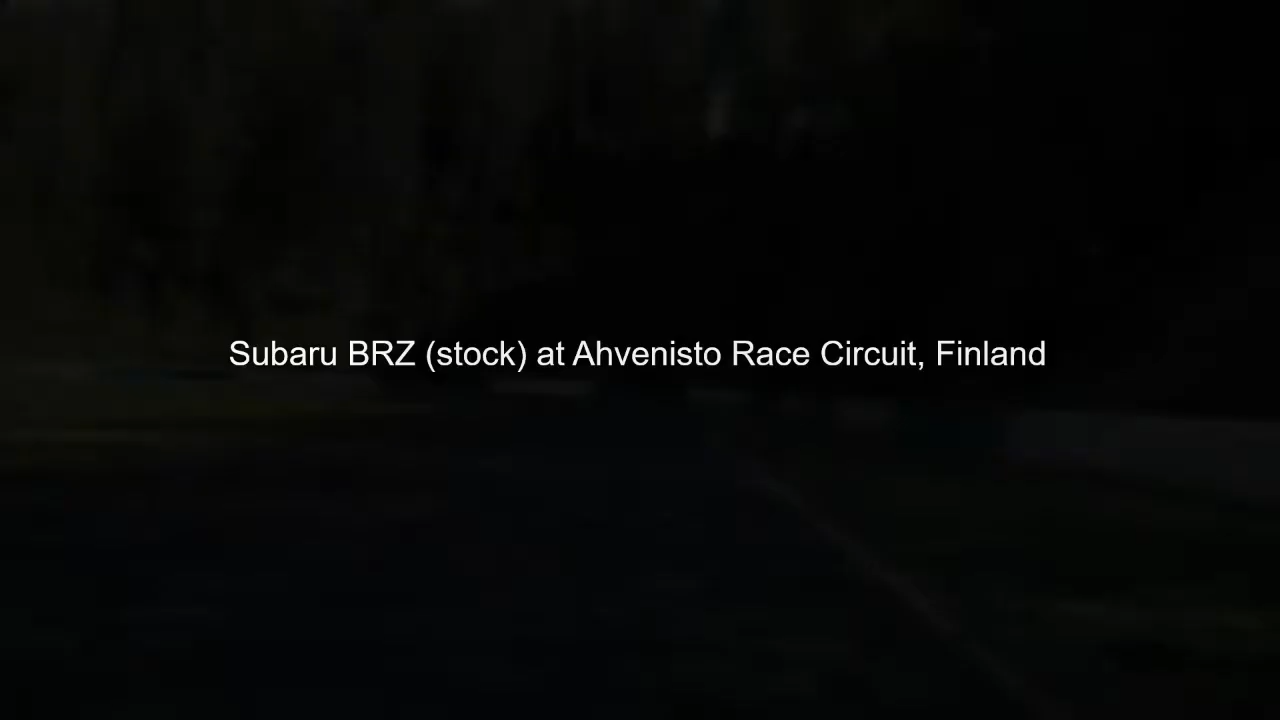 Subaru BRZ (stock) at Ahvenisto Race Circuit, Finland